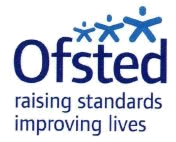 Ofsted
raising standards
improving lives